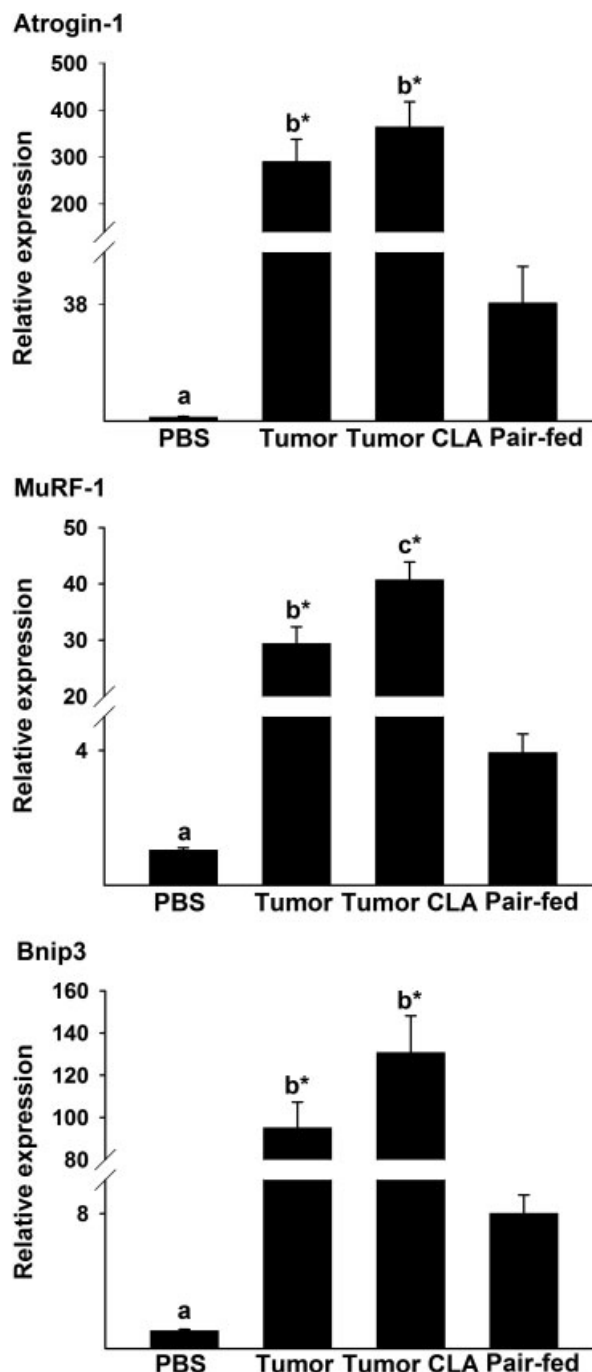 Atrogin-1
Relative expression
500
400
300
200
38
b*
b*
a
PBS Tumor Tumor CLA Pair-fed
MuRF-1
Relative expression
50
40
30
20
4
c*
b*
a
PBS Tumor Tumor CLA Pair-fed
Bnip3
Relative expression
160
140
120
100
80
8
b*
b*
a
PBS Tumor Tumor CLA Pair-fed